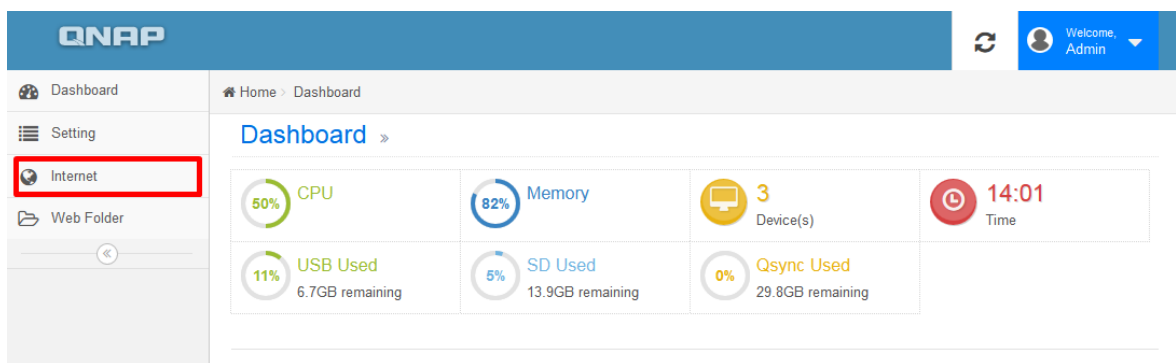 QNAP
Welcome,
Admin
Dashboard
Setting
Internet
Web Folder
Home > Dashboard
Dashboard »
50%
CPU
82%
Memory
3
Device(s)
14:01
Time
11%
USB Used
6.7GB remaining
5%
SD Used
13.9GB remaining
0%
Qsync Used
29.8GB remaining